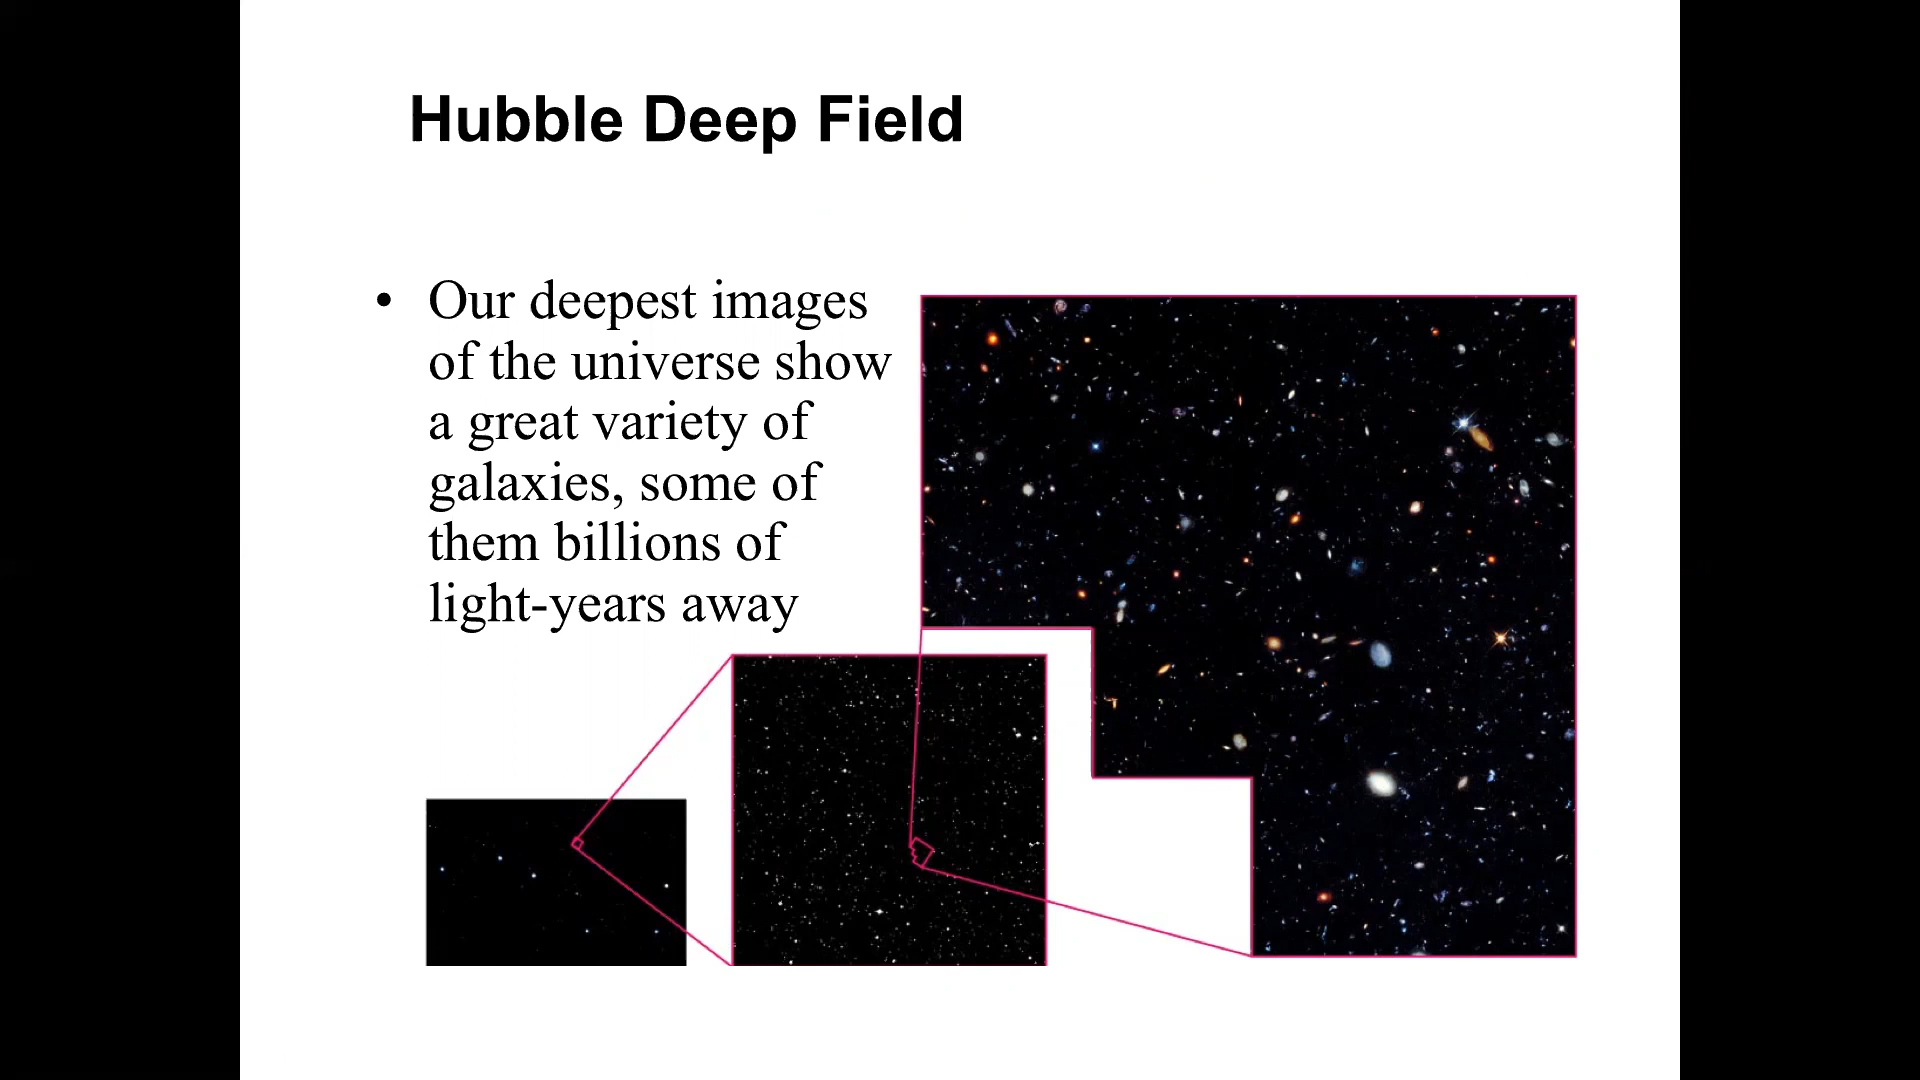 Hubble Deep Field
• Our deepest images
of the universe show
a great variety of
galaxies, some of
them billions of
light-years away